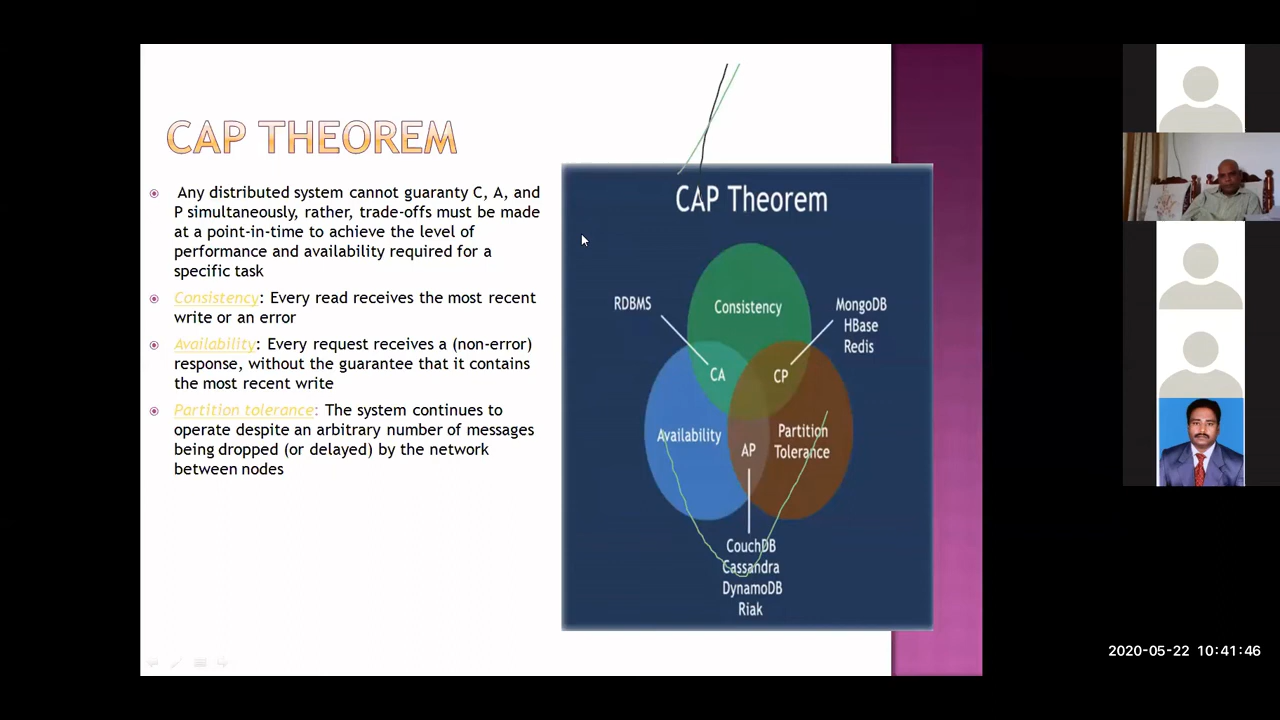 CAP THEOREM
Any distributed system cannot guaranty C, A, and
P simultaneously, rather, trade-offs must be made
at a point-in-time to achieve the level of
performance and availability required for a
specific task
Consistency: Every read receives the most recent
write or an error
Availability: Every request receives a (non-error)
response, without the guarantee that it contains
the most recent write
Partition tolerance: The system continues to
operate despite an arbitrary number of messages
being dropped (or delayed) by the network
between nodes
CAP Theorem
RDBMS
Consistency
MongoDB
HBase
Redis
CA
CP
Availability
AP
Partition
Tolerance
CouchDB
Cassandra
DynamoDB
Riak
2020-05-22 10:41:46